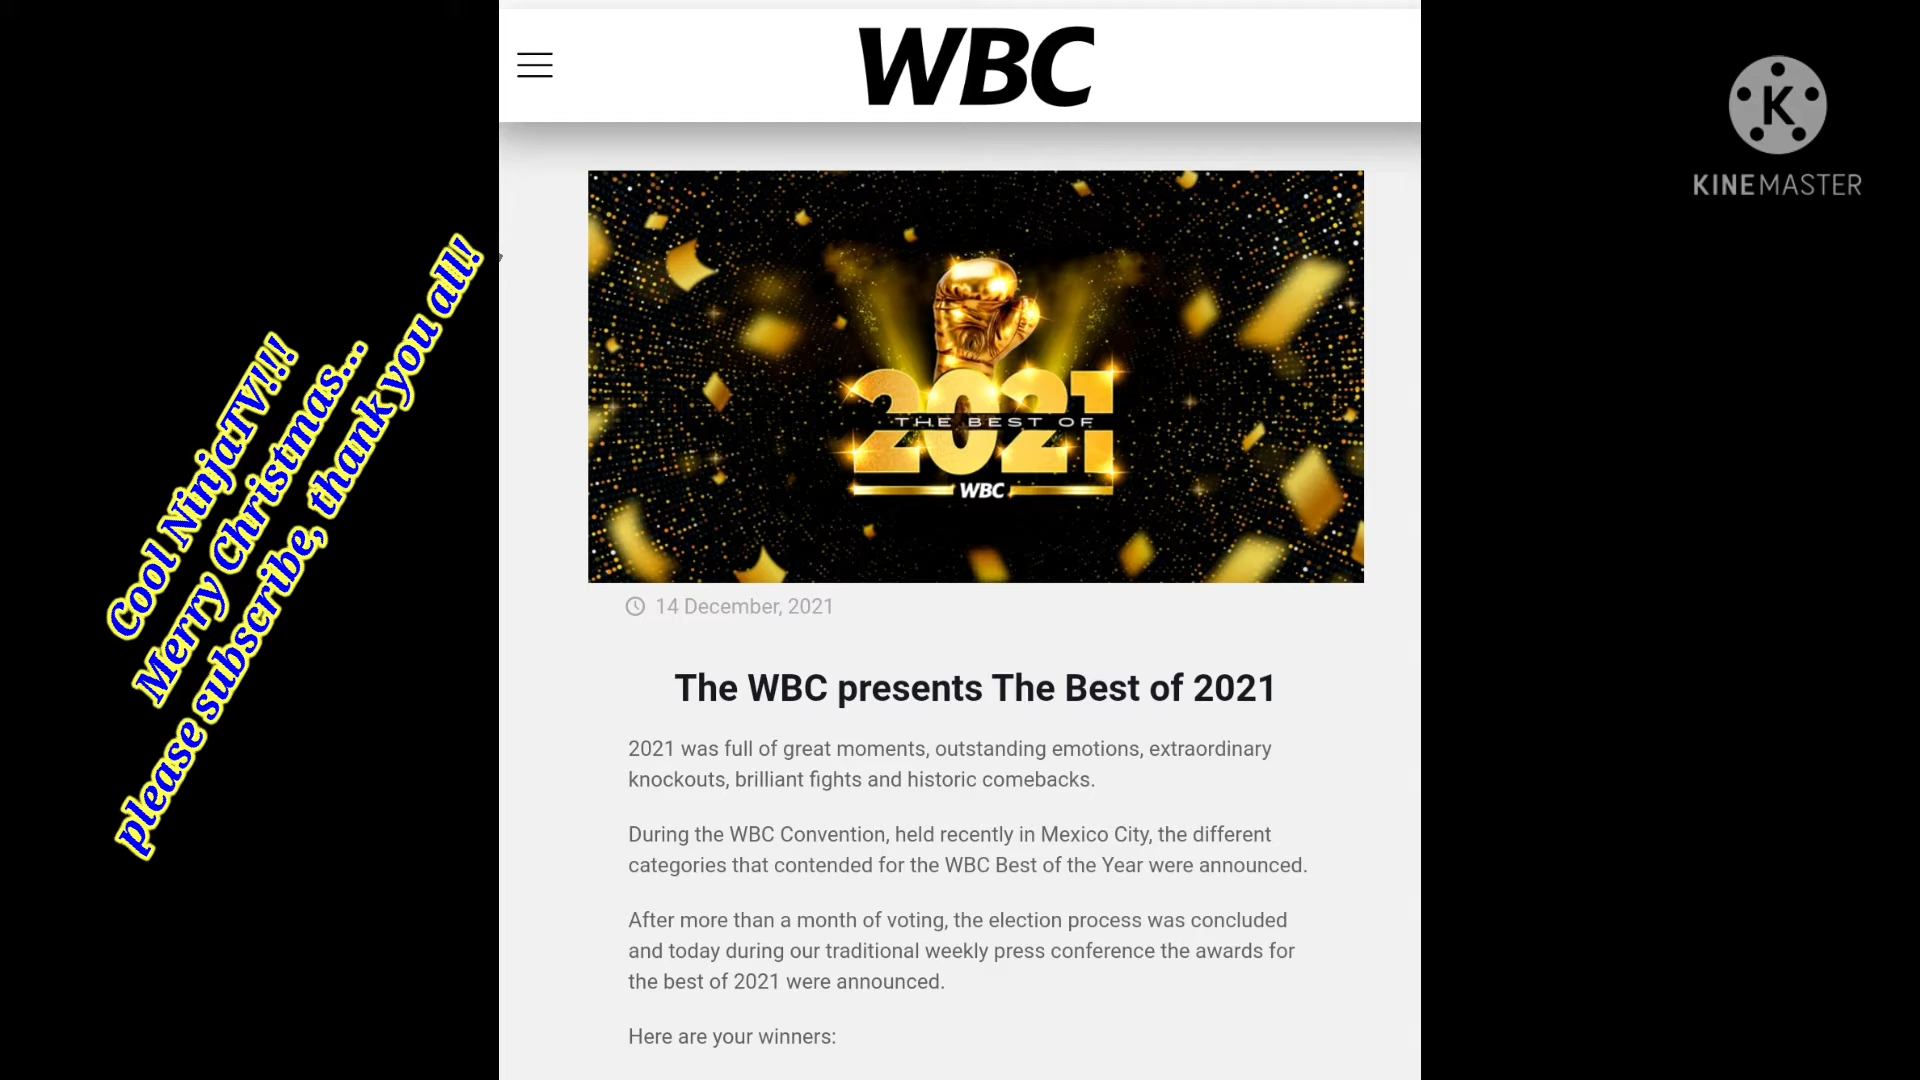 WBC
K
KINEMASTER
Cool NinjaTV!!!
Merry Christmas...
please subscribe, thankyou all!
2021
THE BEST OF
WBC
14 December, 2021
The WBC presents The Best of 2021
2021 was full of great moments, outstanding emotions, extraordinary
knockouts, brilliant fights and historic comebacks.
During the WBC Convention, held recently in Mexico City, the different
categories that contended for the WBC Best of the Year were announced.
After more than a month of voting, the election process was concluded
and today during our traditional weekly press conference the awards for
the best of 2021 were announced.
Here are your winners: